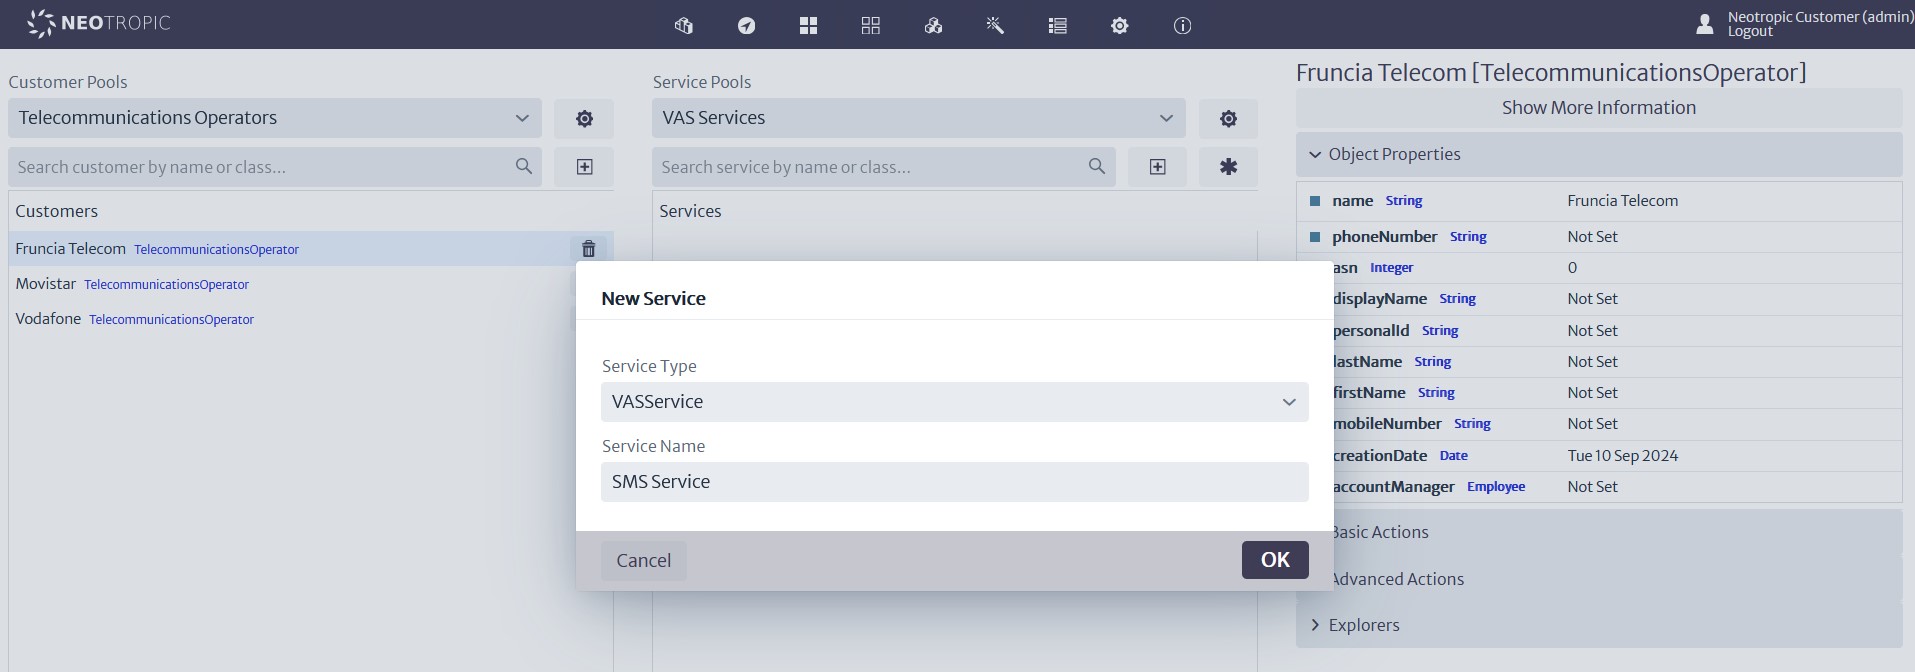 NEOTROPIC
Neotropic Customer (admin)
Logout
Customer Pools
Telecommunications Operators
Search customer by name or class...
Customers
Fruncia Telecom TelecommunicationsOperator
Movistar TelecommunicationsOperator
Vodafone TelecommunicationsOperator
Service Pools
VAS Services
Search service by name or class...
Services
New Service
Service Type
VASService
Service Name
SMS Service
Cancel
OK
Fruncia Telecom [TelecommunicationsOperator]
Show More Information
Object Properties
name String Fruncia Telecom
phoneNumber String Not Set
asn Integer 0
displayName String Not Set
personalId String Not Set
lastName String Not Set
firstName String Not Set
mobileNumber String Not Set
creationDate Date Tue 10 Sep 2024
accountManager Employee Not Set
Basic Actions
Advanced Actions
Explorers